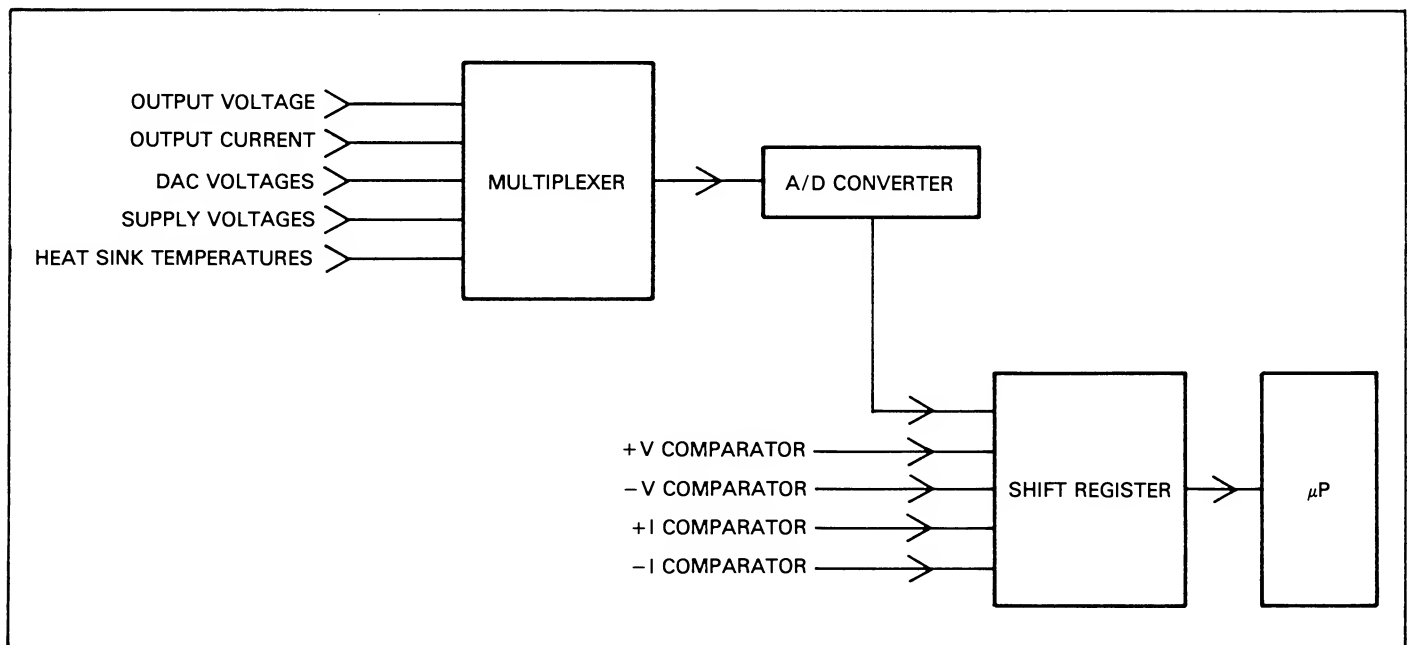 OUTPUT VOLTAGE
OUTPUT CURRENT
DAC VOLTAGES
SUPPLY VOLTAGES
HEAT SINK TEMPERATURES
MULTIPLEXER
A/D CONVERTER
+V COMPARATOR
−V COMPARATOR
+I COMPARATOR
−I COMPARATOR
SHIFT REGISTER
μP